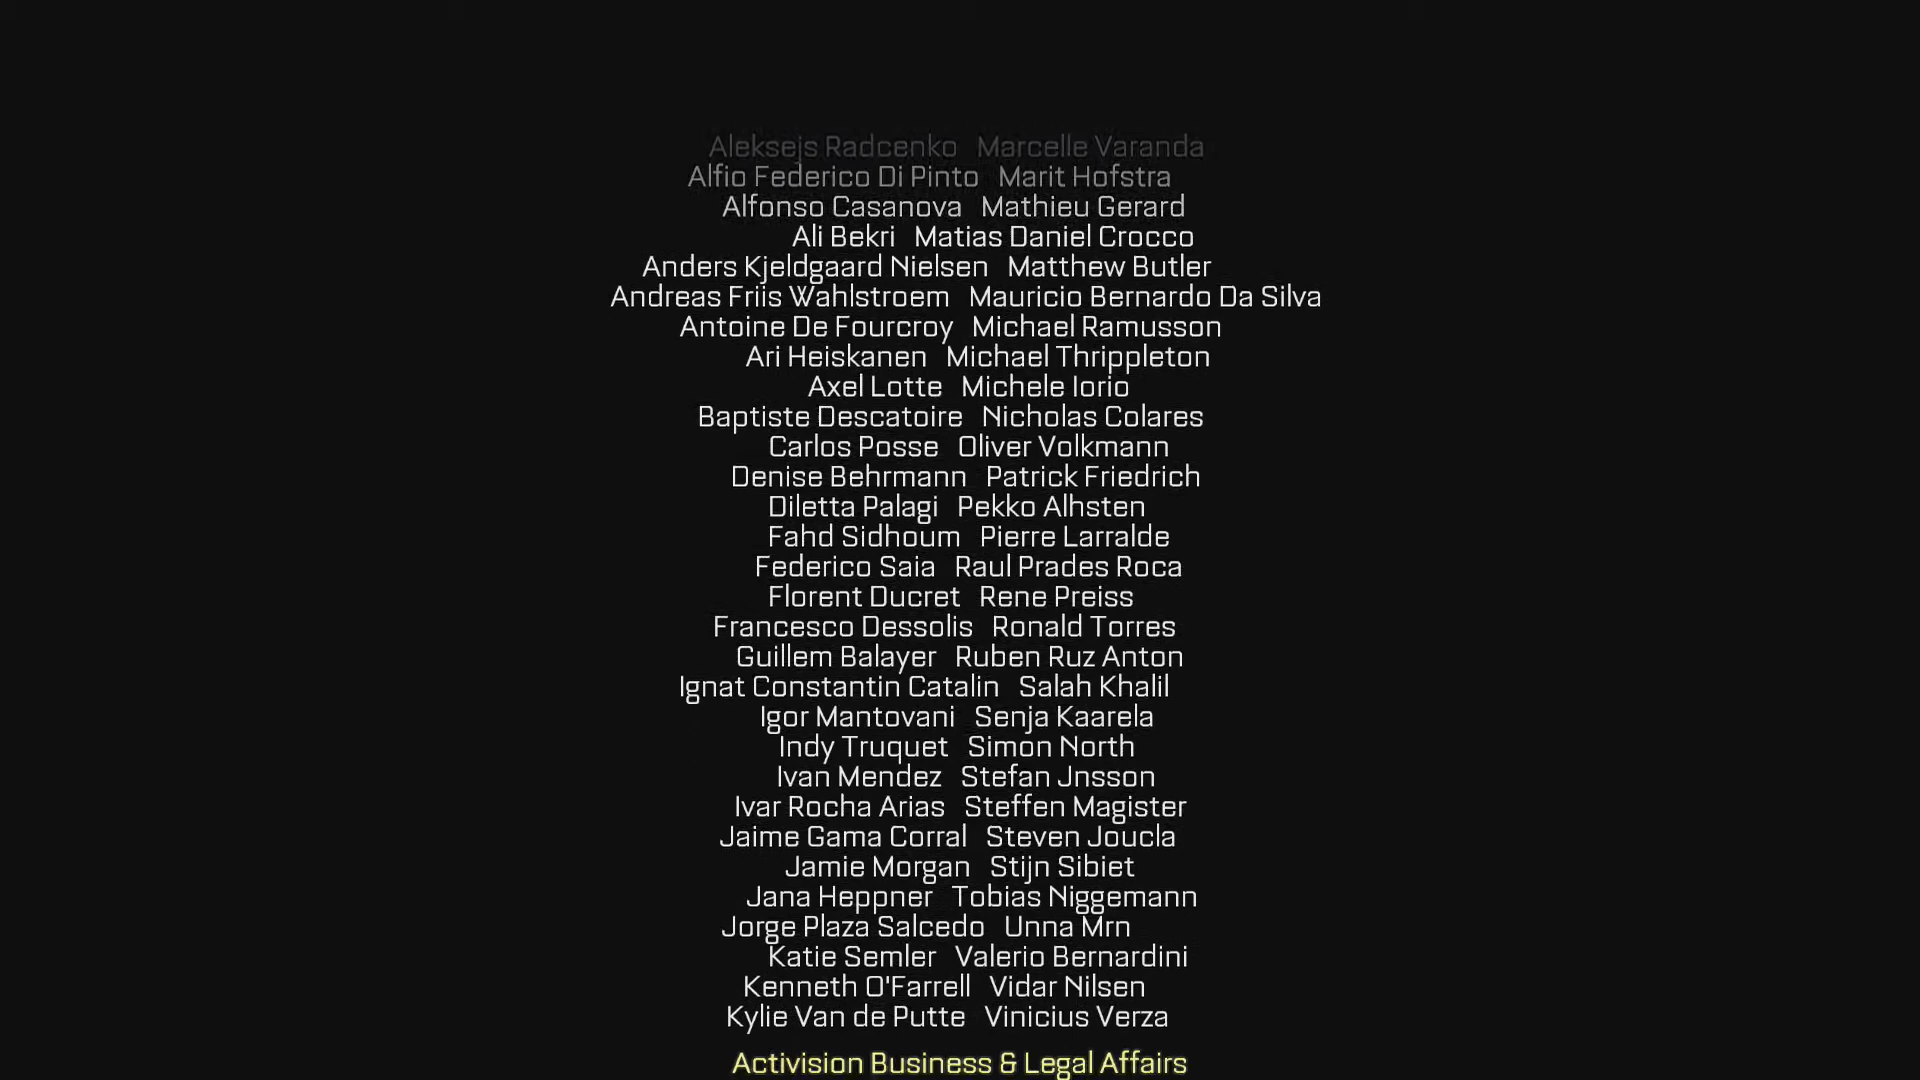 Aleksejs Radcenko Marcelle Varanda
Alfio Federico Di Pinto Marit Hofstra
Alfonso Casanova Mathieu Gerard
Ali Bekri Matias Daniel Crocco
Anders Kjeldgaard Nielsen Matthew Butler
Andreas Friis Wahlstroem Mauricio Bernardo Da Silva
Antoine De Fourcroy Michael Ramusson
Ari Heiskanen Michael Thrippleton
Axel Lotte Michele Iorio
Baptiste Descatoire Nicholas Colares
Carlos Posse Oliver Volkmann
Denise Behrmann Patrick Friedrich
Diletta Palagi Pekko Alhsten
Fahd Sidhoum Pierre Larralde
Federico Saia Raul Prades Roca
Florent Ducret Rene Preiss
Francesco Dessolis Ronald Torres
Guillem Balayer Ruben Ruz Anton
Ignat Constantin Catalin Salah Khalil
Igor Mantovani Senja Kaarela
Indy Truquet Simon North
Ivan Mendez Stefan Jnsson
Ivar Rocha Arias Steffen Magister
Jaime Gama Corral Steven Joucla
Jamie Morgan Stijn Sibiet
Jana Heppner Tobias Niggemann
Jorge Plaza Salcedo Unna Mrn
Katie Semler Valerio Bernardini
Kenneth O'Farrell Vidar Nilsen
Kylie Van de Putte Vinicius Verza
Activision Business & Legal Affairs